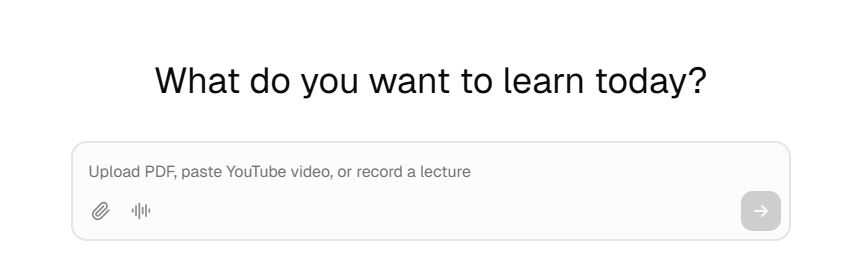 What do you want to learn today?
Upload PDF, paste YouTube video, or record a lecture